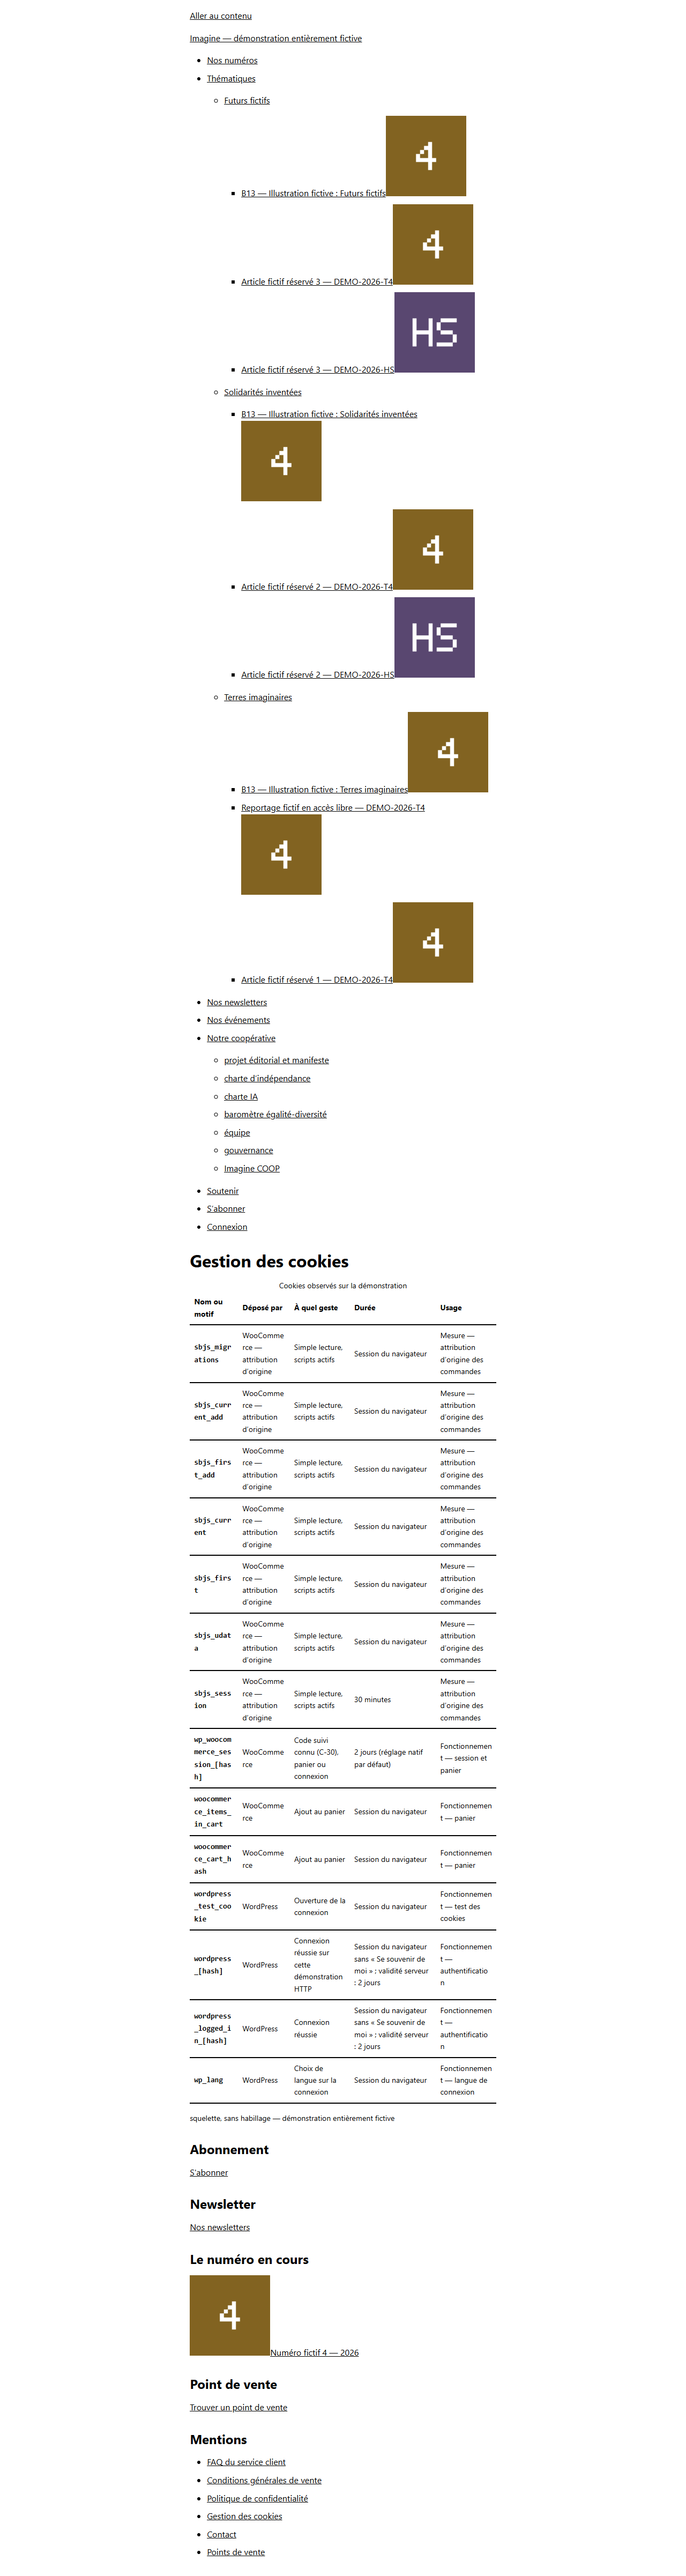 Aller au contenu
Imagine — démonstration entièrement fictive
Nos numéros
Thématiques
Futurs fictifs
4
B13 — Illustration fictive : Futurs fictifs
4
Article fictif réservé 3 — DEMO-2026-T4
HS
Article fictif réservé 3 — DEMO-2026-HS
Solidarités inventées
B13 — Illustration fictive : Solidarités inventées
4
4
Article fictif réservé 2 — DEMO-2026-T4
HS
Article fictif réservé 2 — DEMO-2026-HS
Terres imaginaires
4
B13 — Illustration fictive : Terres imaginaires
Reportage fictif en accès libre — DEMO-2026-T4
4
4
Article fictif réservé 1 — DEMO-2026-T4
Nos newsletters
Nos événements
Notre coopérative
projet éditorial et manifeste
charte d'indépendance
charte IA
baromètre égalité-diversité
équipe
gouvernance
Imagine COOP
Soutenir
S'abonner
Connexion
Gestion des cookies
Cookies observés sur la démonstration
Nom ou motif | Déposé par | À quel geste | Durée | Usage
sbjs_migrations | WooCommerce — attribution d'origine | Simple lecture, scripts actifs | Session du navigateur | Mesure — attribution d'origine des commandes
sbjs_current_add | WooCommerce — attribution d'origine | Simple lecture, scripts actifs | Session du navigateur | Mesure — attribution d'origine des commandes
sbjs_first_add | WooCommerce — attribution d'origine | Simple lecture, scripts actifs | Session du navigateur | Mesure — attribution d'origine des commandes
sbjs_current | WooCommerce — attribution d'origine | Simple lecture, scripts actifs | Session du navigateur | Mesure — attribution d'origine des commandes
sbjs_first | WooCommerce — attribution d'origine | Simple lecture, scripts actifs | Session du navigateur | Mesure — attribution d'origine des commandes
sbjs_udata | WooCommerce — attribution d'origine | Simple lecture, scripts actifs | Session du navigateur | Mesure — attribution d'origine des commandes
sbjs_session | WooCommerce — attribution d'origine | Simple lecture, scripts actifs | 30 minutes | Mesure — attribution d'origine des commandes
wp_woocommerce_session_[hash] | WooCommerce | Code suivi connu (C-30), panier ou connexion | 2 jours (réglage natif par défaut) | Fonctionnement — session et panier
woocommerce_items_in_cart | WooCommerce | Ajout au panier | Session du navigateur | Fonctionnement — panier
woocommerce_cart_hash | WooCommerce | Ajout au panier | Session du navigateur | Fonctionnement — panier
wordpress_test_cookie | WordPress | Ouverture de la connexion | Session du navigateur | Fonctionnement — test des cookies
wordpress_[hash] | WordPress | Connexion réussie sur cette démonstration HTTP | Session du navigateur sans « Se souvenir de moi » ; validité serveur : 2 jours | Fonctionnement — authentification
wordpress_logged_in_[hash] | WordPress | Connexion réussie | Session du navigateur sans « Se souvenir de moi » ; validité serveur : 2 jours | Fonctionnement — authentification
wp_lang | WordPress | Choix de langue sur la connexion | Session du navigateur | Fonctionnement — langue de connexion
squelette, sans habillage — démonstration entièrement fictive
Abonnement
S'abonner
Newsletter
Nos newsletters
Le numéro en cours
4
Numéro fictif 4 — 2026
Point de vente
Trouver un point de vente
Mentions
FAQ du service client
Conditions générales de vente
Politique de confidentialité
Gestion des cookies
Contact
Points de vente